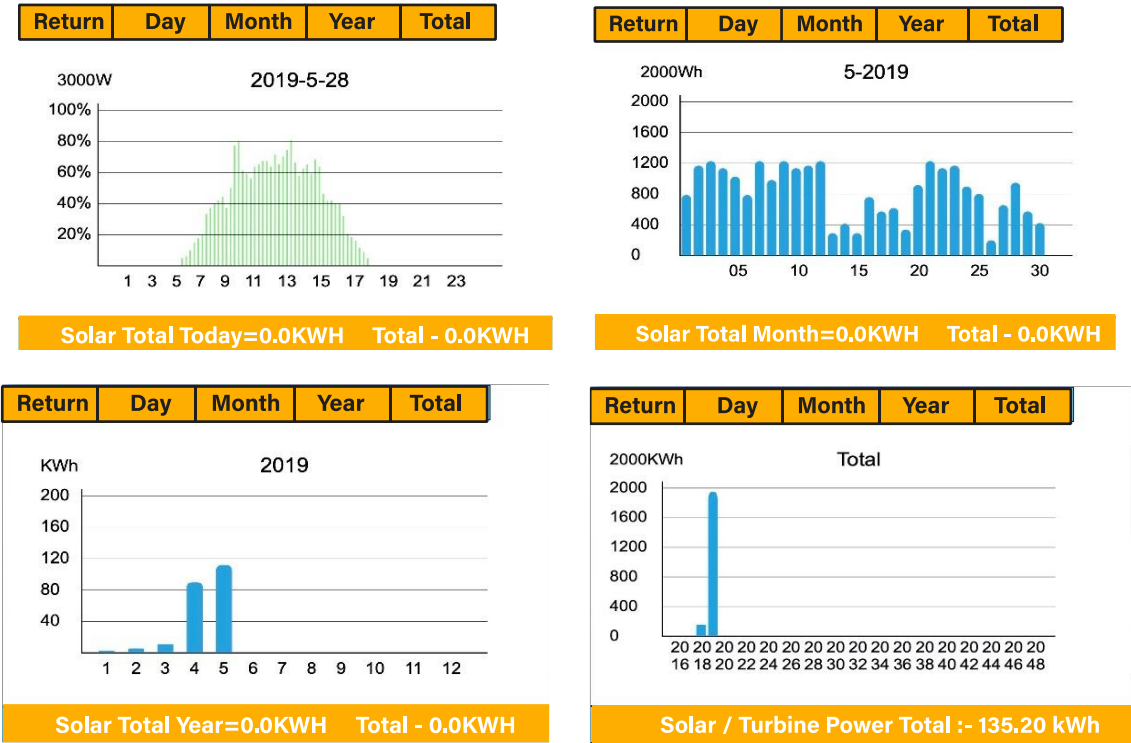 Return Day Month Year Total
3000W 2019-5-28
100%
80%
60%
40%
20%
1 3 5 7 9 11 13 15 17 19 21 23
Solar Total Today=0.0KWH Total - 0.0KWH
Return Day Month Year Total
2000Wh 5-2019
2000
1600
1200
800
400
0
05 10 15 20 25 30
Solar Total Month=0.0KWH Total - 0.0KWH
Return Day Month Year Total
KWh 2019
200
160
120
80
40
1 2 3 4 5 6 7 8 9 10 11 12
Solar Total Year=0.0KWH Total - 0.0KWH
Return Day Month Year Total
2000KWh Total
2000
1600
1200
800
400
0
20 20 20 20 20 20 20 20 20 20 20 20 20 20 20 20 20
16 18 20 22 24 26 28 30 32 34 36 38 40 42 44 46 48
Solar / Turbine Power Total :- 135.20 kWh